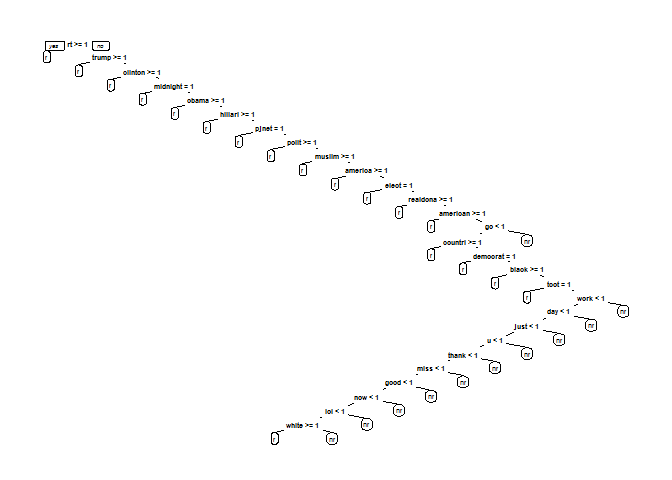 yes rt >= 1 no
r trump >= 1
r clinton >= 1
r midnight = 1
r obama >= 1
r hillari >= 1
r pjnet = 1
r polit >= 1
r muslim >= 1
r america >= 1
r elect = 1
r realdona >= 1
r american >= 1
r go < 1
countri >= 1 nr
r democrat = 1
r black >= 1
r toot = 1
r work < 1
day < 1 nr
just < 1 nr
u < 1 nr
thank < 1 nr
miss < 1 nr
good < 1 nr
now < 1 nr
lol < 1 nr
white >= 1 nr
r nr